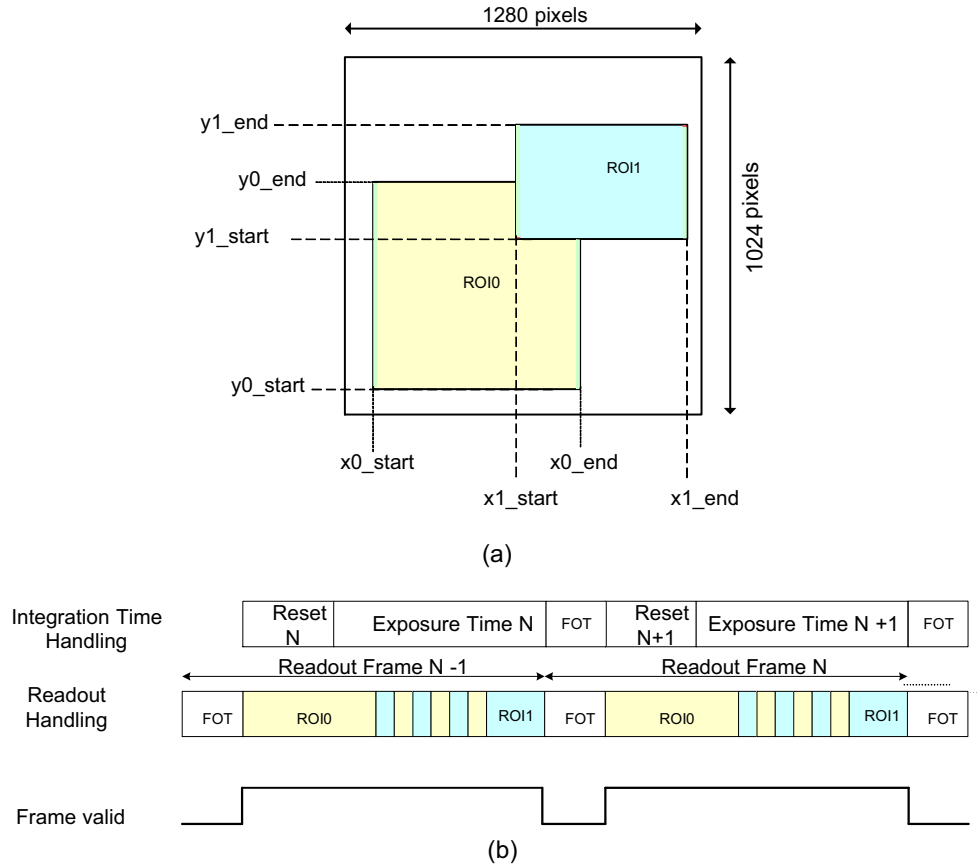 1280 pixels
y1_end
ROI1
y0_end
1024 pixels
y1_start
ROI0
y0_start
x0_start
x0_end
x1_start
x1_end
(a)
Integration Time
Handling
Reset
N
Exposure Time N
FOT
Reset
N+1
Exposure Time N +1
FOT
Readout Frame N -1
Readout Frame N
Readout
Handling
FOT
ROI0
ROI1
FOT
ROI0
ROI1
FOT
Frame valid
(b)